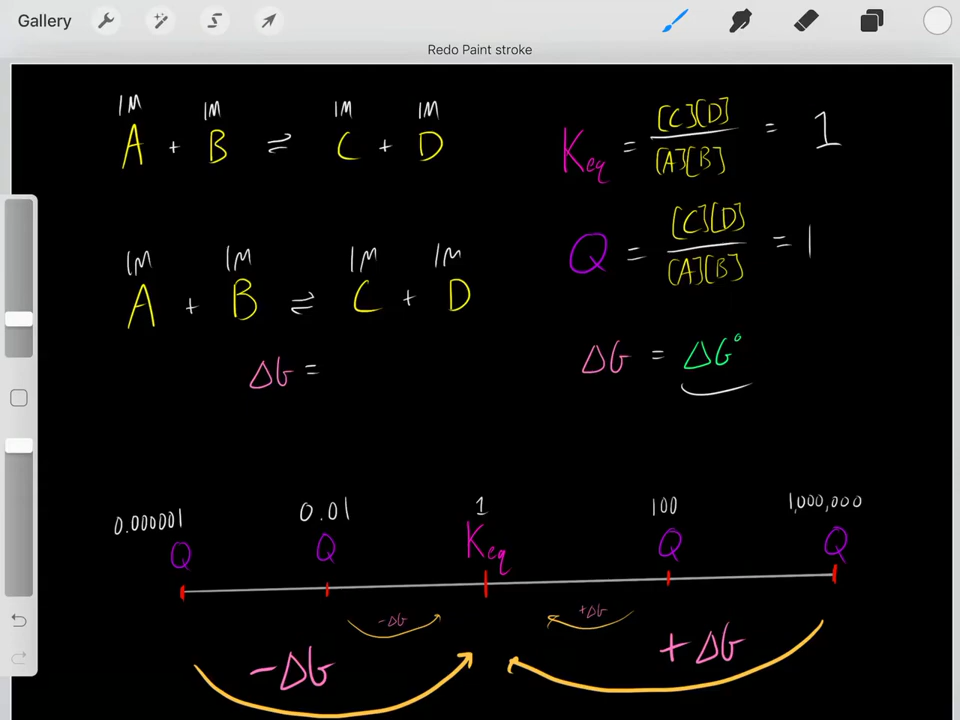 Gallery
Redo Paint stroke
1M 1M 1M 1M
A + B ⇌ C + D
Keq = [C][D] / [A][B] = 1
Q = [C][D] / [A][B] = 1
1M 1M 1M 1M
A + B ⇌ C + D
ΔG =
ΔG = ΔG°
0.000001 0.01 1 100 1,000,000
Q Q Keq Q Q
-ΔG +ΔG
-ΔG +ΔG